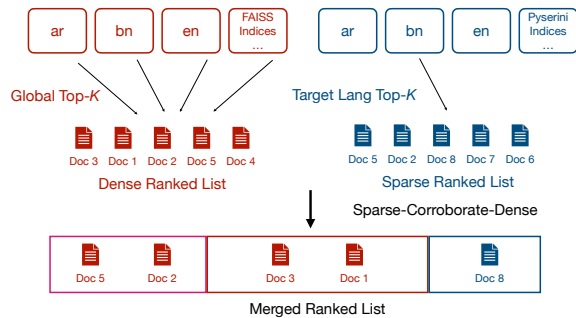 ar bn en FAISS Indices ...
ar bn en Pyserini Indices ...
Global Top-K
Target Lang Top-K
Doc 3 Doc 1 Doc 2 Doc 5 Doc 4
Doc 5 Doc 2 Doc 8 Doc 7 Doc 6
Dense Ranked List
Sparse Ranked List
Sparse-Corroborate-Dense
Doc 5 Doc 2 Doc 3 Doc 1 Doc 8
Merged Ranked List